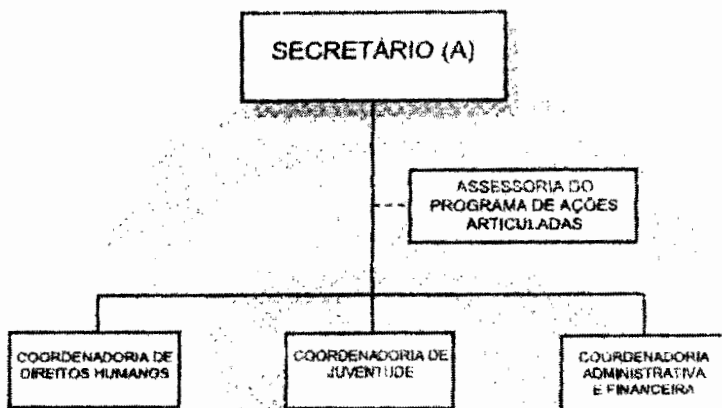 SECRETÁRIO (A)
ASSESSORIA DO
PROGRAMA DE AÇÕES
ARTICULADAS
COORDENADORIA DE
DIREITOS HUMANOS
COORDENADORIA DE
JUVENTUDE
COORDENADORIA
ADMINISTRATIVA
E FINANCEIRA